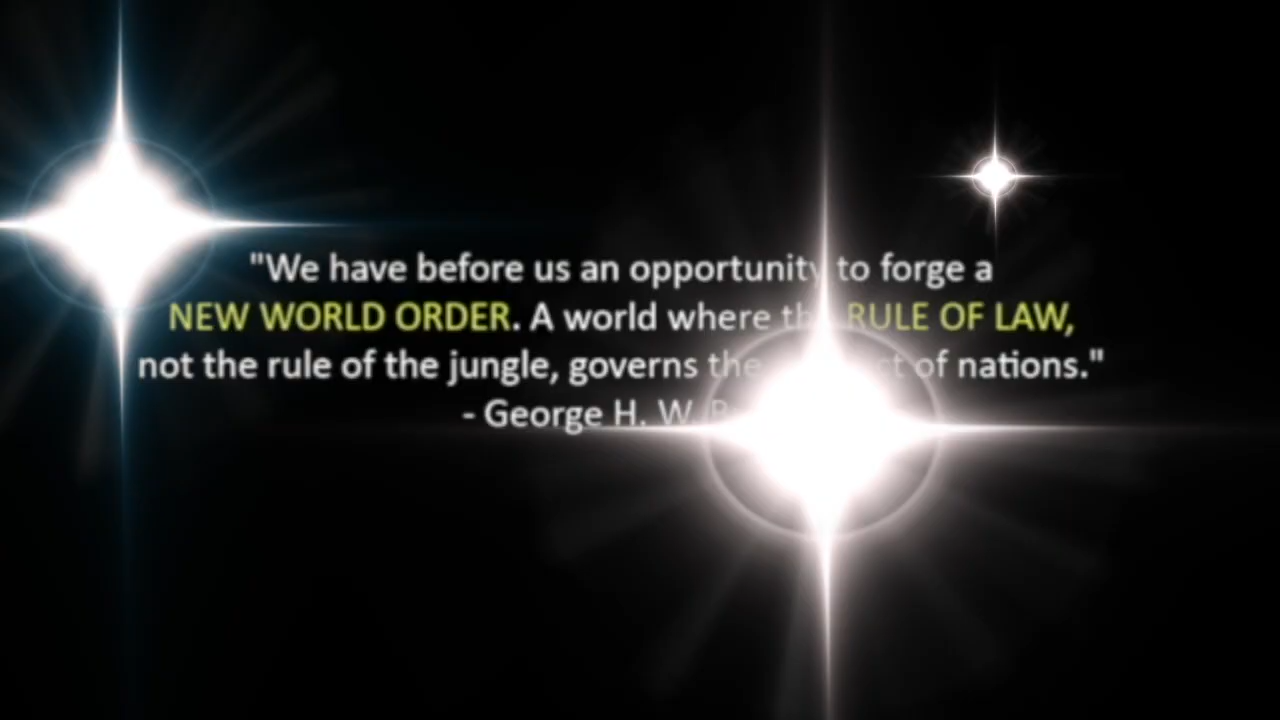 "We have before us an opportunity to forge a
NEW WORLD ORDER. A world where the RULE OF LAW,
not the rule of the jungle, governs the of nations."
- George H. W.